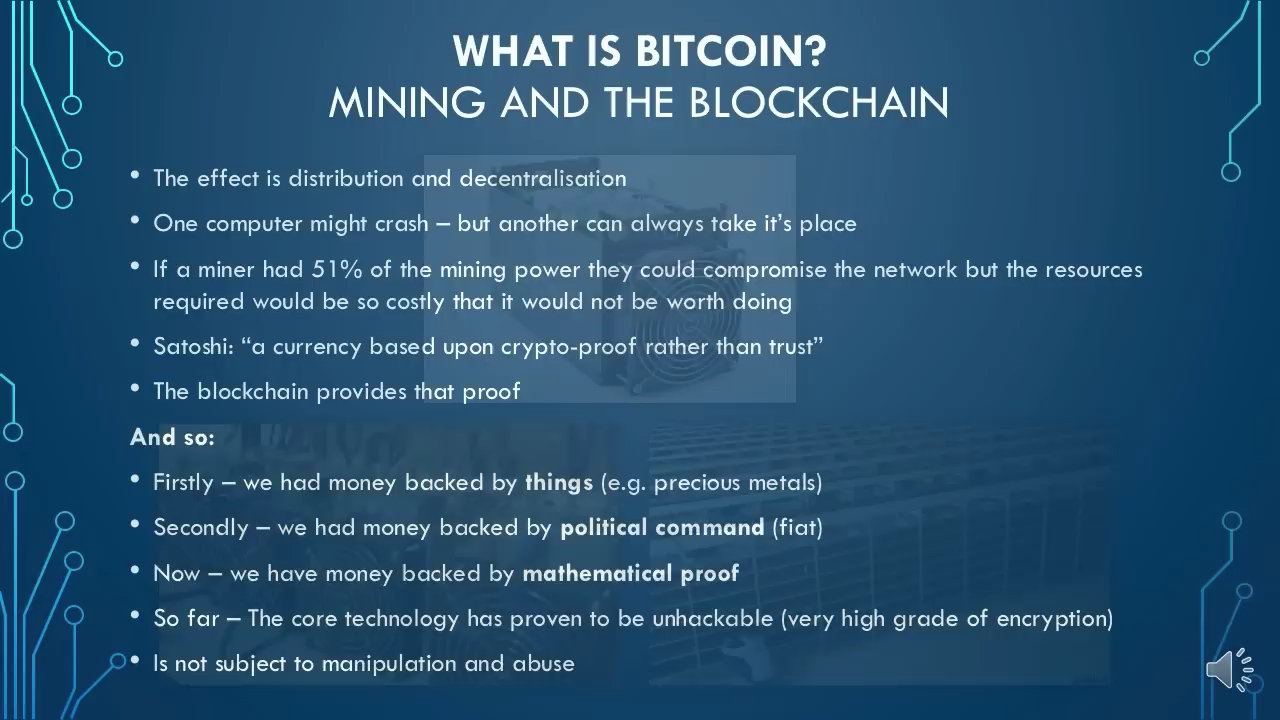 WHAT IS BITCOIN?
MINING AND THE BLOCKCHAIN
• The effect is distribution and decentralisation
• One computer might crash – but another can always take it’s place
• If a miner had 51% of the mining power they could compromise the network but the resources
required would be so costly that it would not be worth doing
• Satoshi: “a currency based upon crypto-proof rather than trust”
• The blockchain provides that proof
And so:
• Firstly – we had money backed by things (e.g. precious metals)
• Secondly – we had money backed by political command (fiat)
• Now – we have money backed by mathematical proof
• So far – The core technology has proven to be unhackable (very high grade of encryption)
• Is not subject to manipulation and abuse